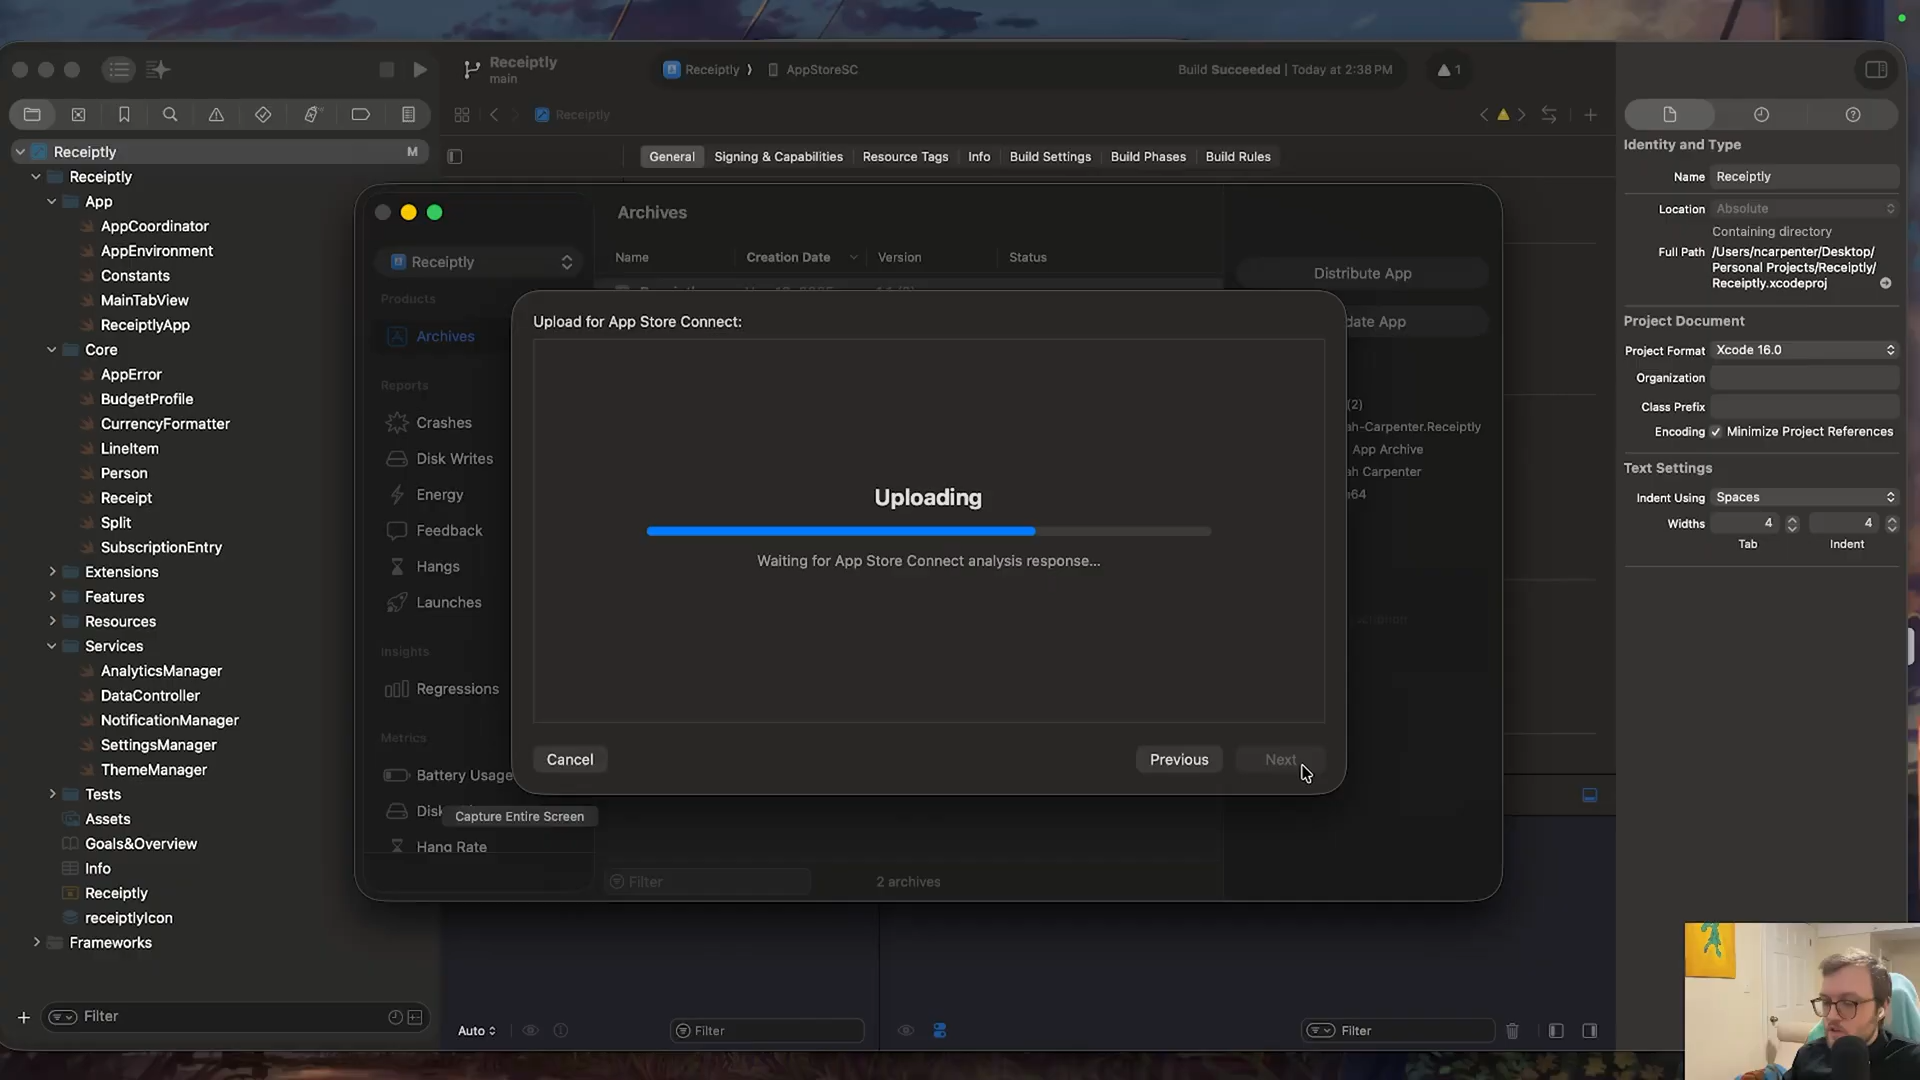 Receiptly
main
Receiptly
AppStoreSC
Build Succeeded | Today at 2:38 PM
1
Receiptly
Receiptly
M
Receiptly
App
AppCoordinator
AppEnvironment
Constants
MainTabView
ReceiptlyApp
Core
AppError
BudgetProfile
CurrencyFormatter
LineItem
Person
Receipt
Split
SubscriptionEntry
Extensions
Features
Resources
Services
AnalyticsManager
DataController
NotificationManager
SettingsManager
ThemeManager
Tests
Assets
Goals&Overview
Info
Receiptly
receiptlyIcon
Frameworks
Filter
General
Signing & Capabilities
Resource Tags
Info
Build Settings
Build Phases
Build Rules
Receiptly
Products
Archives
Reports
Crashes
Disk Writes
Energy
Feedback
Hangs
Launches
Insights
Regressions
Metrics
Battery Usage
Disk
Capture Entire Screen
Hang Rate
Archives
Name
Creation Date
Version
Status
Filter
2 archives
Distribute App
date App
(2)
ah-Carpenter.Receiptly
App Archive
ah Carpenter
64
Upload for App Store Connect:
Uploading
Waiting for App Store Connect analysis response...
Cancel
Previous
Next
Auto
Filter
Filter
Identity and Type
Name
Receiptly
Location
Absolute
Containing directory
Full Path
/Users/ncarpenter/Desktop/
Personal Projects/Receiptly/
Receiptly.xcodeproj
Project Document
Project Format
Xcode 16.0
Organization
Class Prefix
Encoding
Minimize Project References
Text Settings
Indent Using
Spaces
Widths
4
4
Tab
Indent